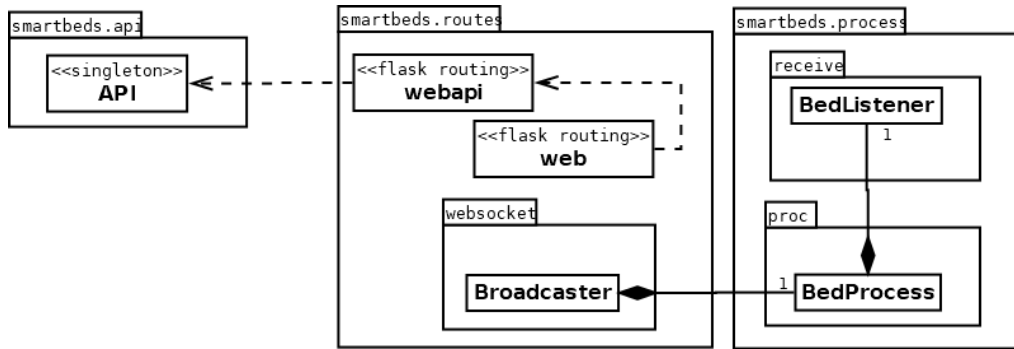 smartbeds.api
<<singleton>>
API
smartbeds.routes
<<flask routing>>
webapi
<<flask routing>>
web
websocket
Broadcaster
smartbeds.process
receive
BedListener
1
proc
1
BedProcess